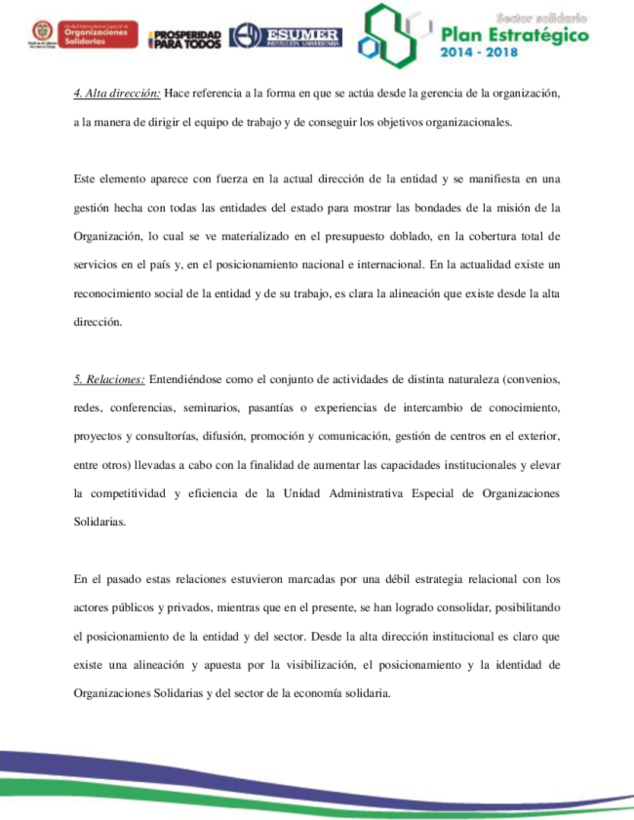 Unidad Administrativa Especial de
Organizaciones
Solidarias
PROSPERIDAD
PARA TODOS
ESUMER
INSTITUCIÓN UNIVERSITARIA
Sector solidario
Plan Estratégico
2014 - 2018
4. Alta dirección: Hace referencia a la forma en que se actúa desde la gerencia de la organización,
a la manera de dirigir el equipo de trabajo y de conseguir los objetivos organizacionales.
Este elemento aparece con fuerza en la actual dirección de la entidad y se manifiesta en una
gestión hecha con todas las entidades del estado para mostrar las bondades de la misión de la
Organización, lo cual se ve materializado en el presupuesto doblado, en la cobertura total de
servicios en el país y, en el posicionamiento nacional e internacional. En la actualidad existe un
reconocimiento social de la entidad y de su trabajo, es clara la alineación que existe desde la alta
dirección.
5. Relaciones: Entendiéndose como el conjunto de actividades de distinta naturaleza (convenios,
redes, conferencias, seminarios, pasantías o experiencias de intercambio de conocimiento,
proyectos y consultorías, difusión, promoción y comunicación, gestión de centros en el exterior,
entre otros) llevadas a cabo con la finalidad de aumentar las capacidades institucionales y elevar
la competitividad y eficiencia de la Unidad Administrativa Especial de Organizaciones
Solidarias.
En el pasado estas relaciones estuvieron marcadas por una débil estrategia relacional con los
actores públicos y privados, mientras que en el presente, se han logrado consolidar, posibilitando
el posicionamiento de la entidad y del sector. Desde la alta dirección institucional es claro que
existe una alineación y apuesta por la visibilización, el posicionamiento y la identidad de
Organizaciones Solidarias y del sector de la economía solidaria.